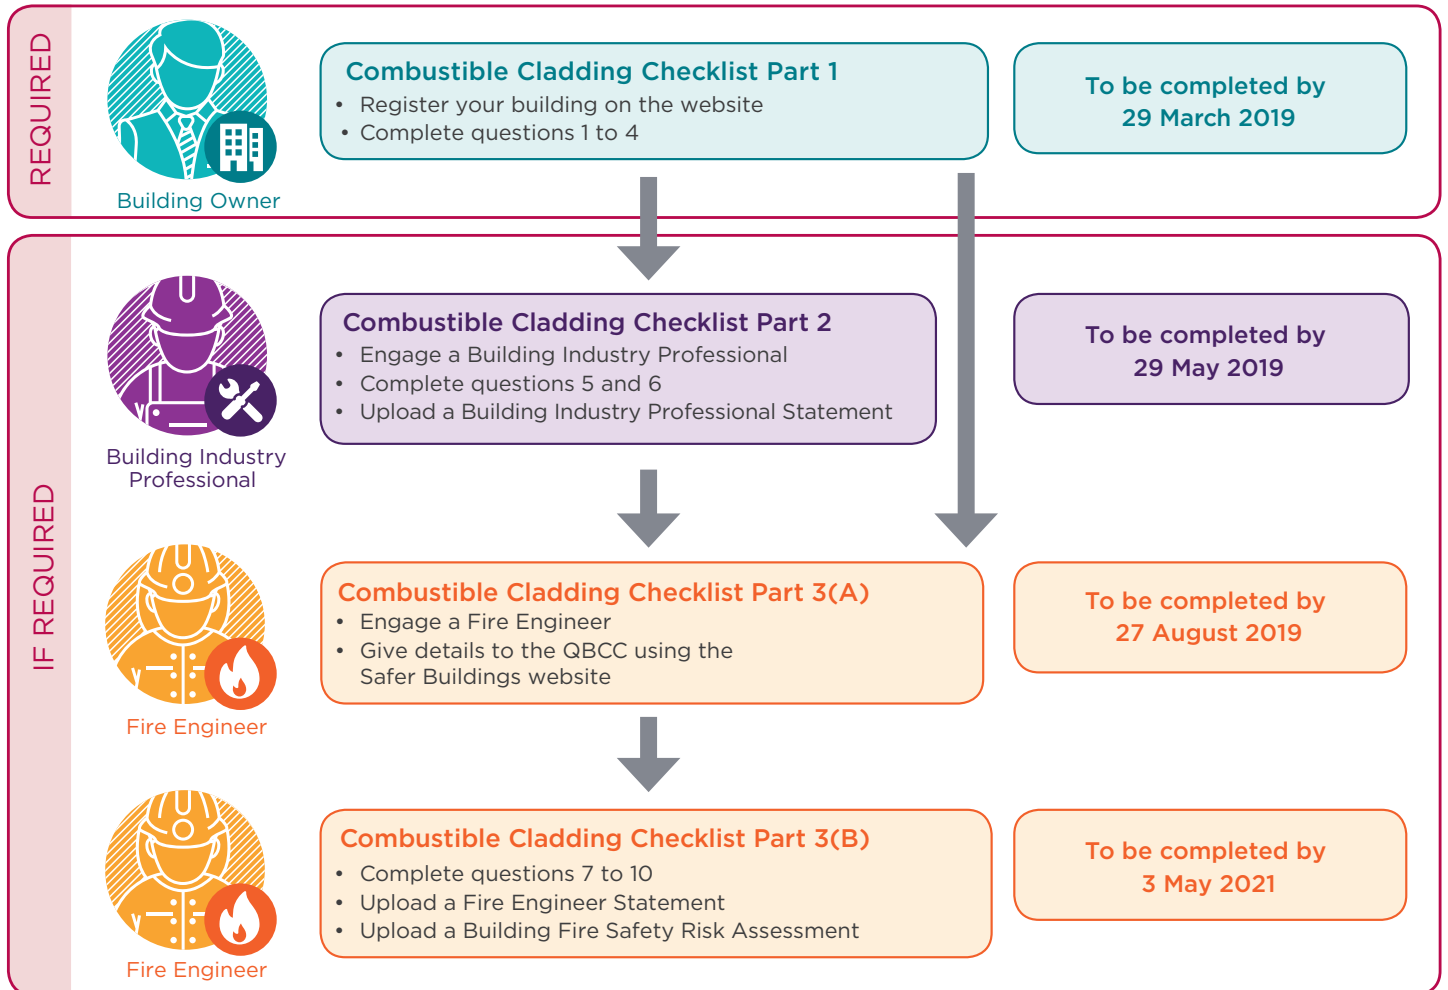 REQUIRED
Building Owner
Combustible Cladding Checklist Part 1
• Register your building on the website
• Complete questions 1 to 4
To be completed by
29 March 2019
IF REQUIRED
Building Industry
Professional
Combustible Cladding Checklist Part 2
• Engage a Building Industry Professional
• Complete questions 5 and 6
• Upload a Building Industry Professional Statement
To be completed by
29 May 2019
Fire Engineer
Combustible Cladding Checklist Part 3(A)
• Engage a Fire Engineer
• Give details to the QBCC using the
Safer Buildings website
To be completed by
27 August 2019
Fire Engineer
Combustible Cladding Checklist Part 3(B)
• Complete questions 7 to 10
• Upload a Fire Engineer Statement
• Upload a Building Fire Safety Risk Assessment
To be completed by
3 May 2021